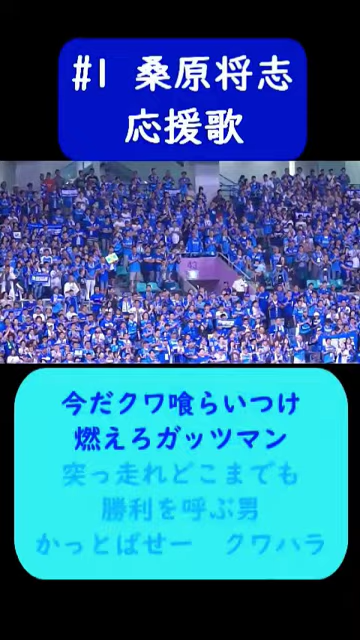 #1 桑原将志
応援歌
今だクワ喰らいつけ
燃えろガッツマン
突っ走れどこまでも
勝利を呼ぶ男
かっとばせー クワハラ